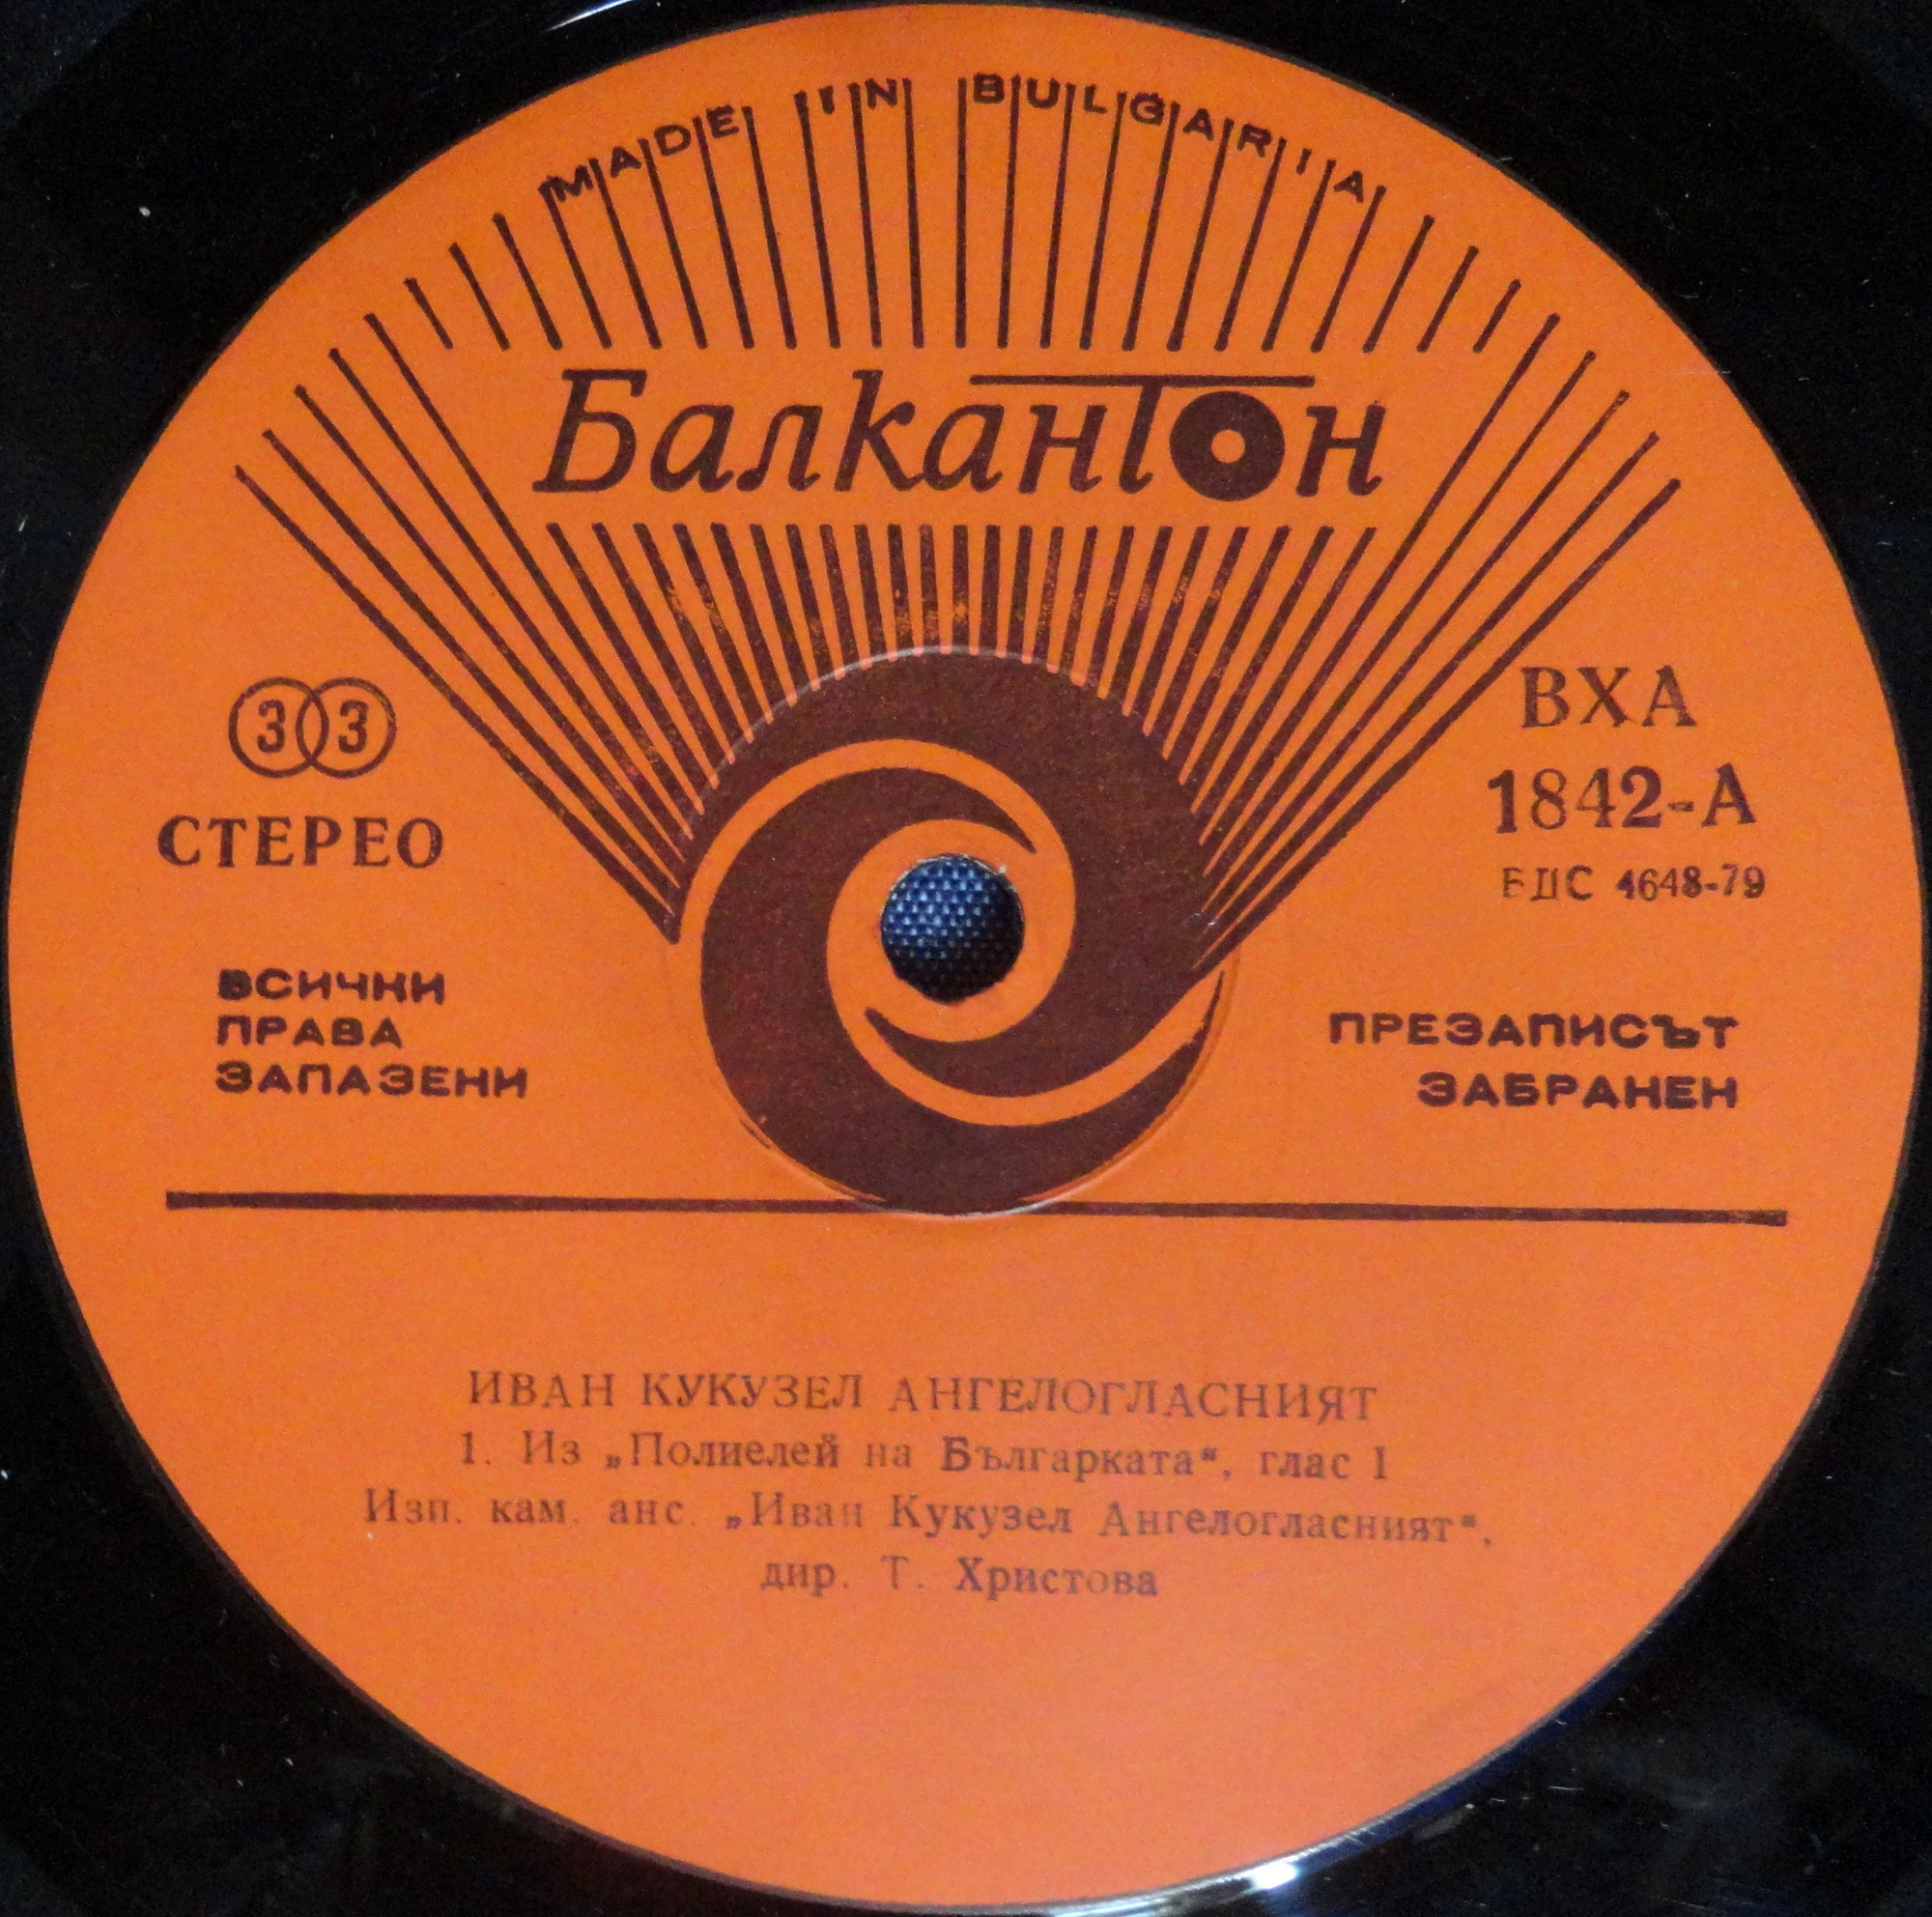 MADE IN BULGARIA
Балкантон
33
СТЕРЕО
ВХА
1842-А
БДС 4648-79
ВСИЧКИ
ПРАВА
ЗАПАЗЕНИ
ПРЕЗАПИСЪТ
ЗАБРАНЕН
ИВАН КУКУЗЕЛ АНГЕЛОГЛАСНИЯТ
1. Из „Полиелей на Българката“, глас 1
Изп. кам. анс. „Иван Кукузел Ангелогласният“,
дир. Т. Христова